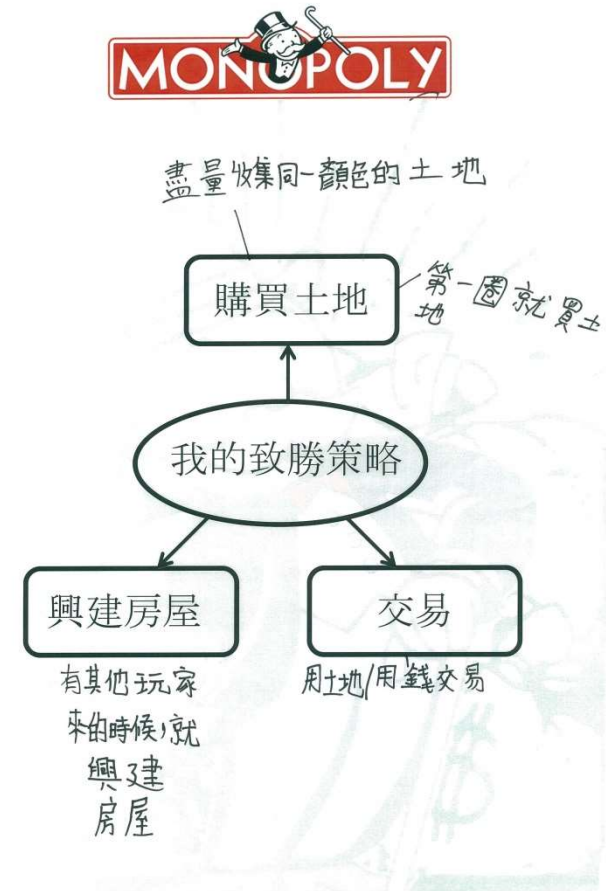 MONOPOLY
盡量收集同一顏色的土地
購買土地
第一圈就買土
地
我的致勝策略
興建房屋
交易
有其他玩家
來的時候,就
興建
房屋
用土地/用錢交易